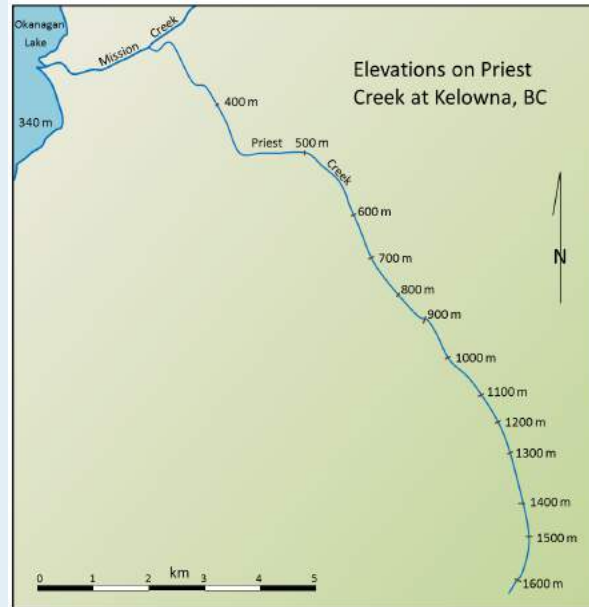 Okanagan
Lake
340 m
Mission
Creek
Elevations on Priest
Creek at Kelowna, BC
400 m
Priest
500 m
Creek
600 m
N
700 m
800 m
900 m
1000 m
1100 m
1200 m
1300 m
1400 m
1500 m
1600 m
km
0 1 2 3 4 5